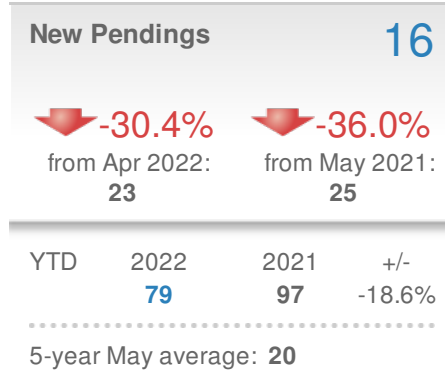 New Pendings 16
-30.4% -36.0%
from Apr 2022: from May 2021:
23 25
YTD 2022 2021 +/-
79 97 -18.6%
5-year May average: 20